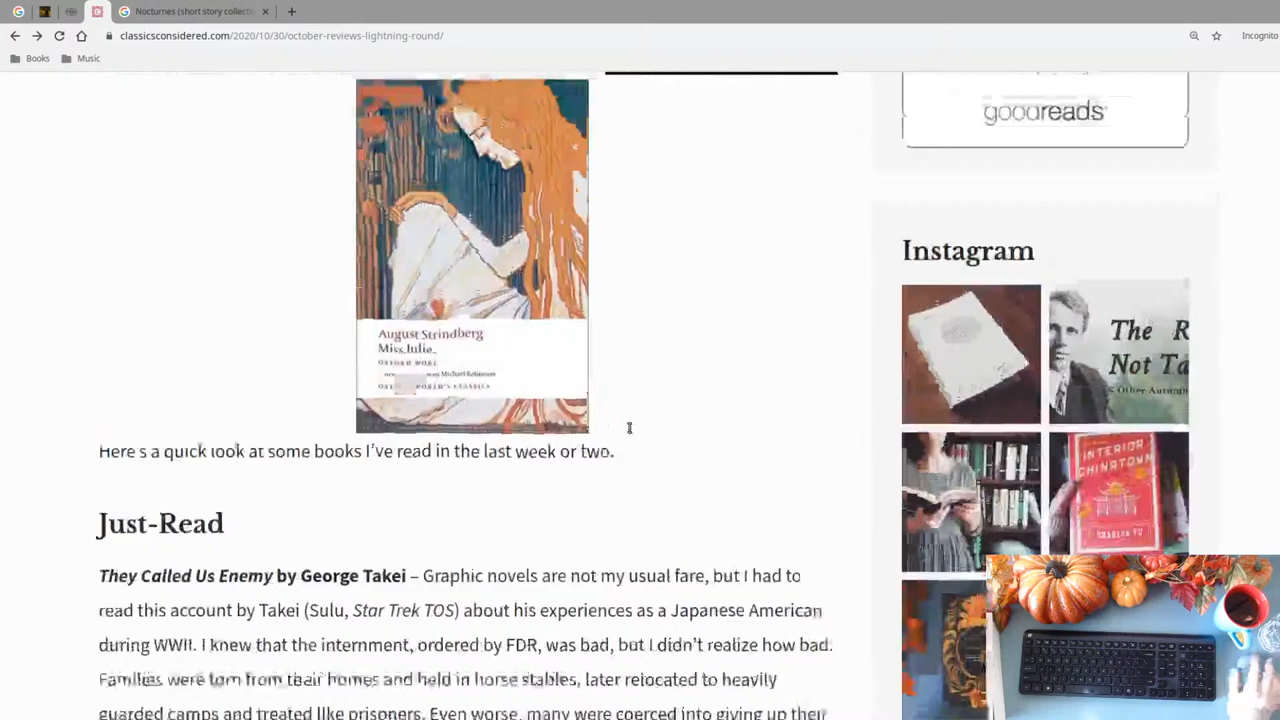 Nocturnes (short story collecti
classicsconsidered.com/2020/10/30/october-reviews-lightning-round/
Incognito
Books
Music
goodreads
August Strindberg
Miss Julie
Michael Robinson
WORLD'S CLASSICS
Here's a quick look at some books I've read in the last week or two.
Just-Read
They Called Us Enemy by George Takei – Graphic novels are not my usual fare, but I had to
read this account by Takei (Sulu, Star Trek TOS) about his experiences as a Japanese American
during WWII. I knew that the internment, ordered by FDR, was bad, but I didn't realize how bad.
Families were torn from their homes and held in horse stables, later relocated to heavily
guarded camps and treated like prisoners. Even worse, many were coerced into giving up their
Instagram
The R
Not Ta
& Other Autumn
INTERIOR
CHINATOWN
CHARLES YU